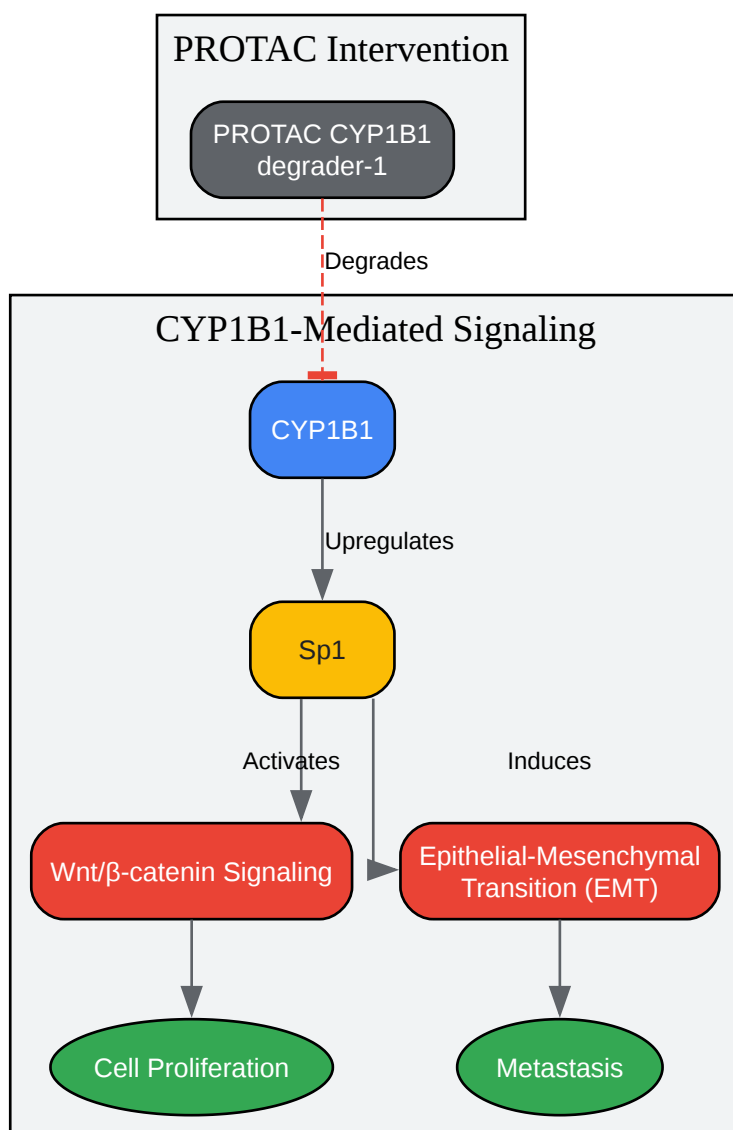 PROTAC Intervention
PROTAC CYP1B1
degrader-1
Degrades
CYP1B1-Mediated Signaling
CYP1B1
Upregulates
Sp1
Activates
Induces
Wnt/β-catenin Signaling
Epithelial-Mesenchymal
Transition (EMT)
Cell Proliferation
Metastasis